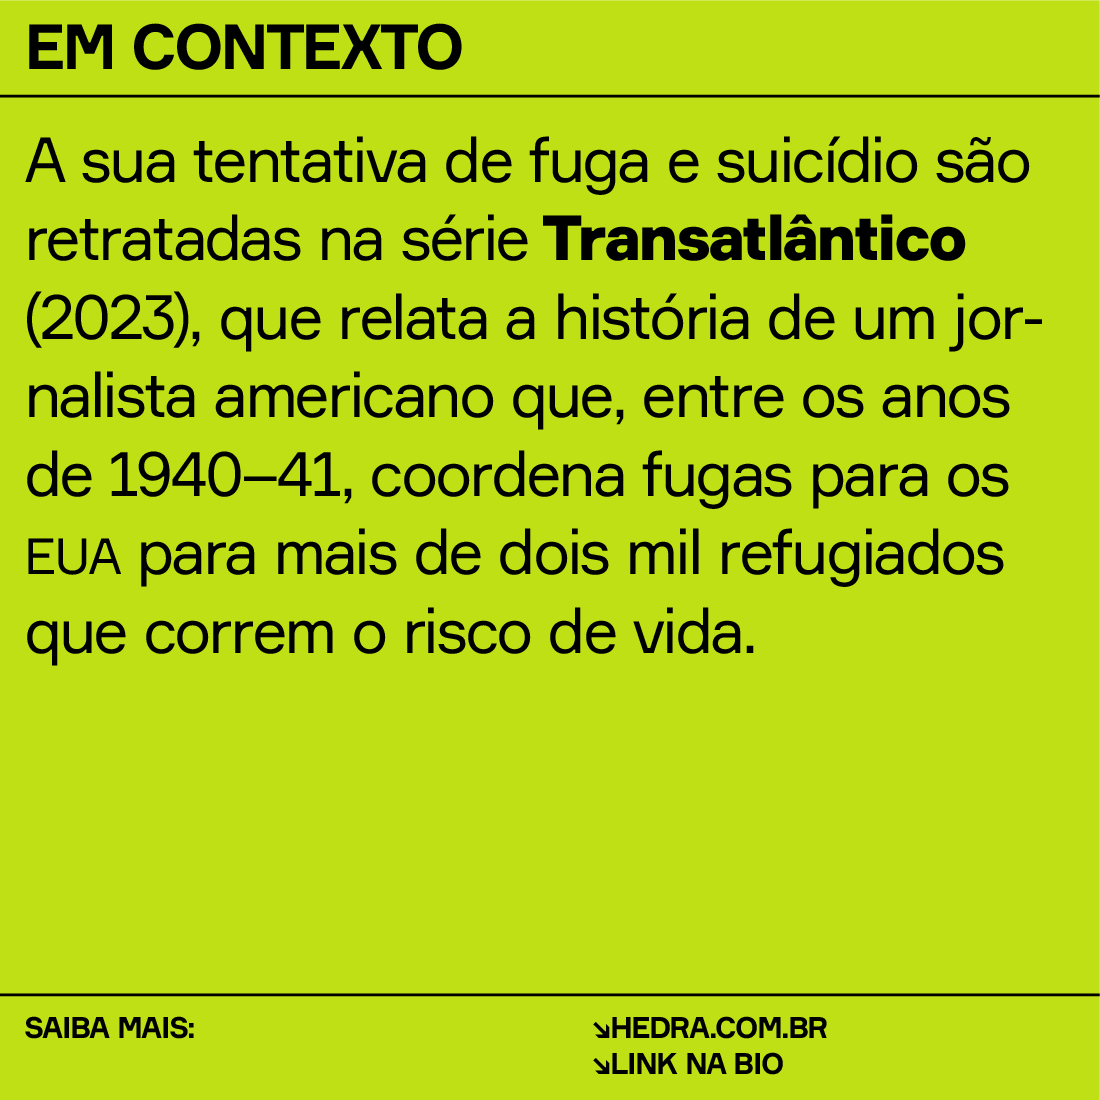 EM CONTEXTO
A sua tentativa de fuga e suicídio são
retratadas na série Transatlântico
(2023), que relata a história de um jor-
nalista americano que, entre os anos
de 1940–41, coordena fugas para os
EUA para mais de dois mil refugiados
que correm o risco de vida.
SAIBA MAIS:
↘HEDRA.COM.BR
↘LINK NA BIO